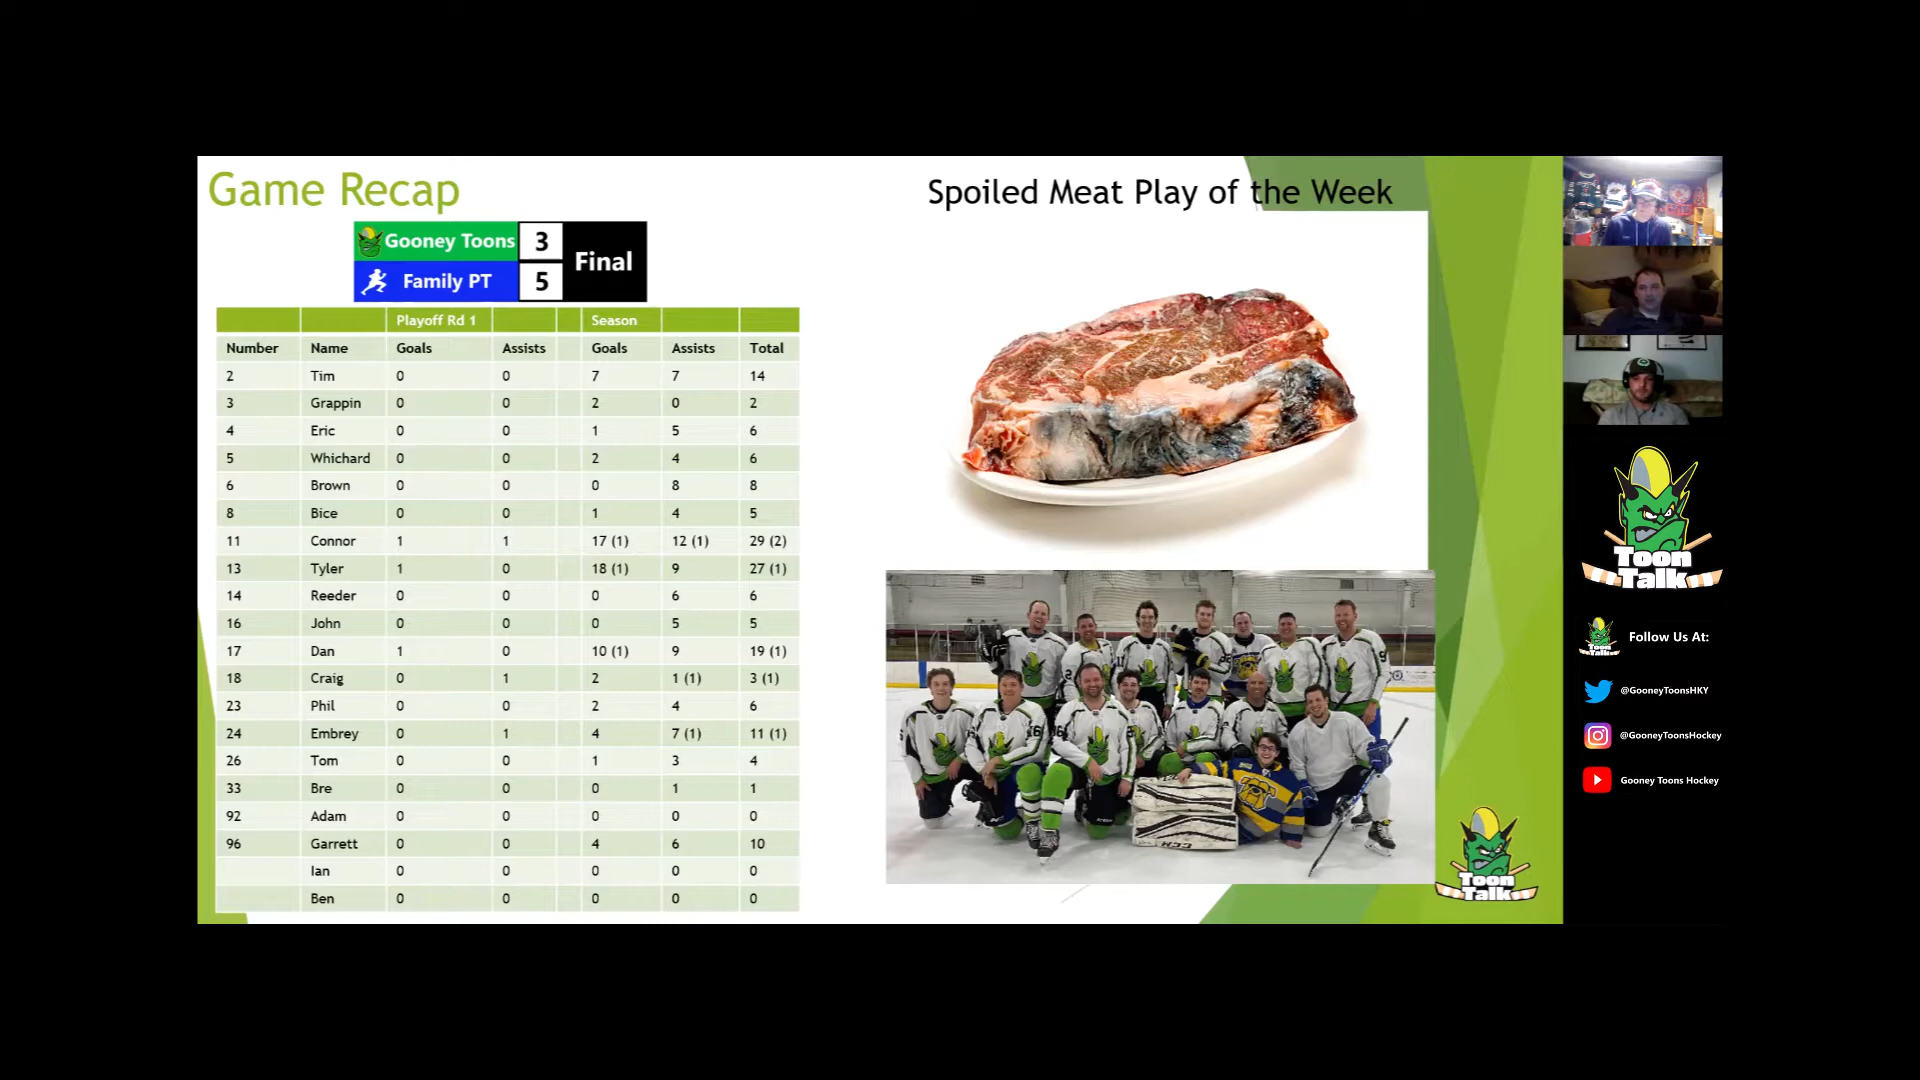 Game Recap
Spoiled Meat Play of the Week
Gooney Toons 3
Family PT 5
Final
Playoff Rd 1 Season
Number Name Goals Assists Goals Assists Total
2 Tim 0 0 7 7 14
3 Grappin 0 0 2 0 2
4 Eric 0 0 1 5 6
5 Whichard 0 0 2 4 6
6 Brown 0 0 0 8 8
8 Bice 0 0 1 4 5
11 Connor 1 1 17 (1) 12 (1) 29 (2)
13 Tyler 1 0 18 (1) 9 27 (1)
14 Reeder 0 0 0 6 6
16 John 0 0 0 5 5
17 Dan 1 0 10 (1) 9 19 (1)
18 Craig 0 1 2 1 (1) 3 (1)
23 Phil 0 0 2 4 6
24 Embrey 0 1 4 7 (1) 11 (1)
26 Tom 0 0 1 3 4
33 Bre 0 0 0 1 1
92 Adam 0 0 0 0 0
96 Garrett 0 0 4 6 10
Ian 0 0 0 0 0
Ben 0 0 0 0 0
CCM
Toon
Talk
Toon
Talk
Follow Us At:
@GooneyToonsHKY
@GooneyToonsHockey
Gooney Toons Hockey